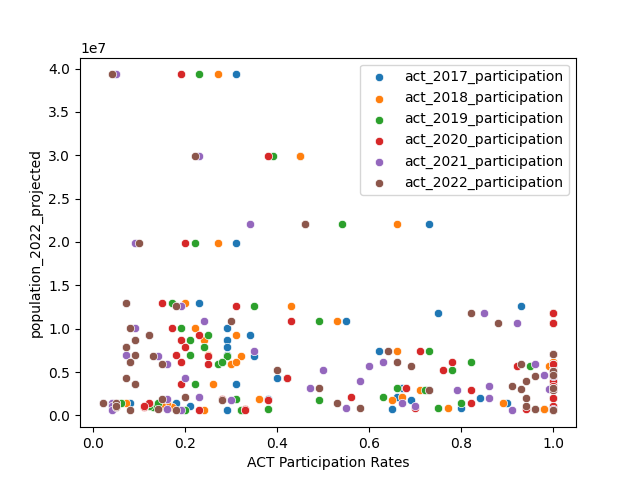 1e7
4.0
3.5
3.0
2.5
2.0
1.5
1.0
0.5
0.0
population_2022_projected
act_2017_participation
act_2018_participation
act_2019_participation
act_2020_participation
act_2021_participation
act_2022_participation
0.0 0.2 0.4 0.6 0.8 1.0
ACT Participation Rates